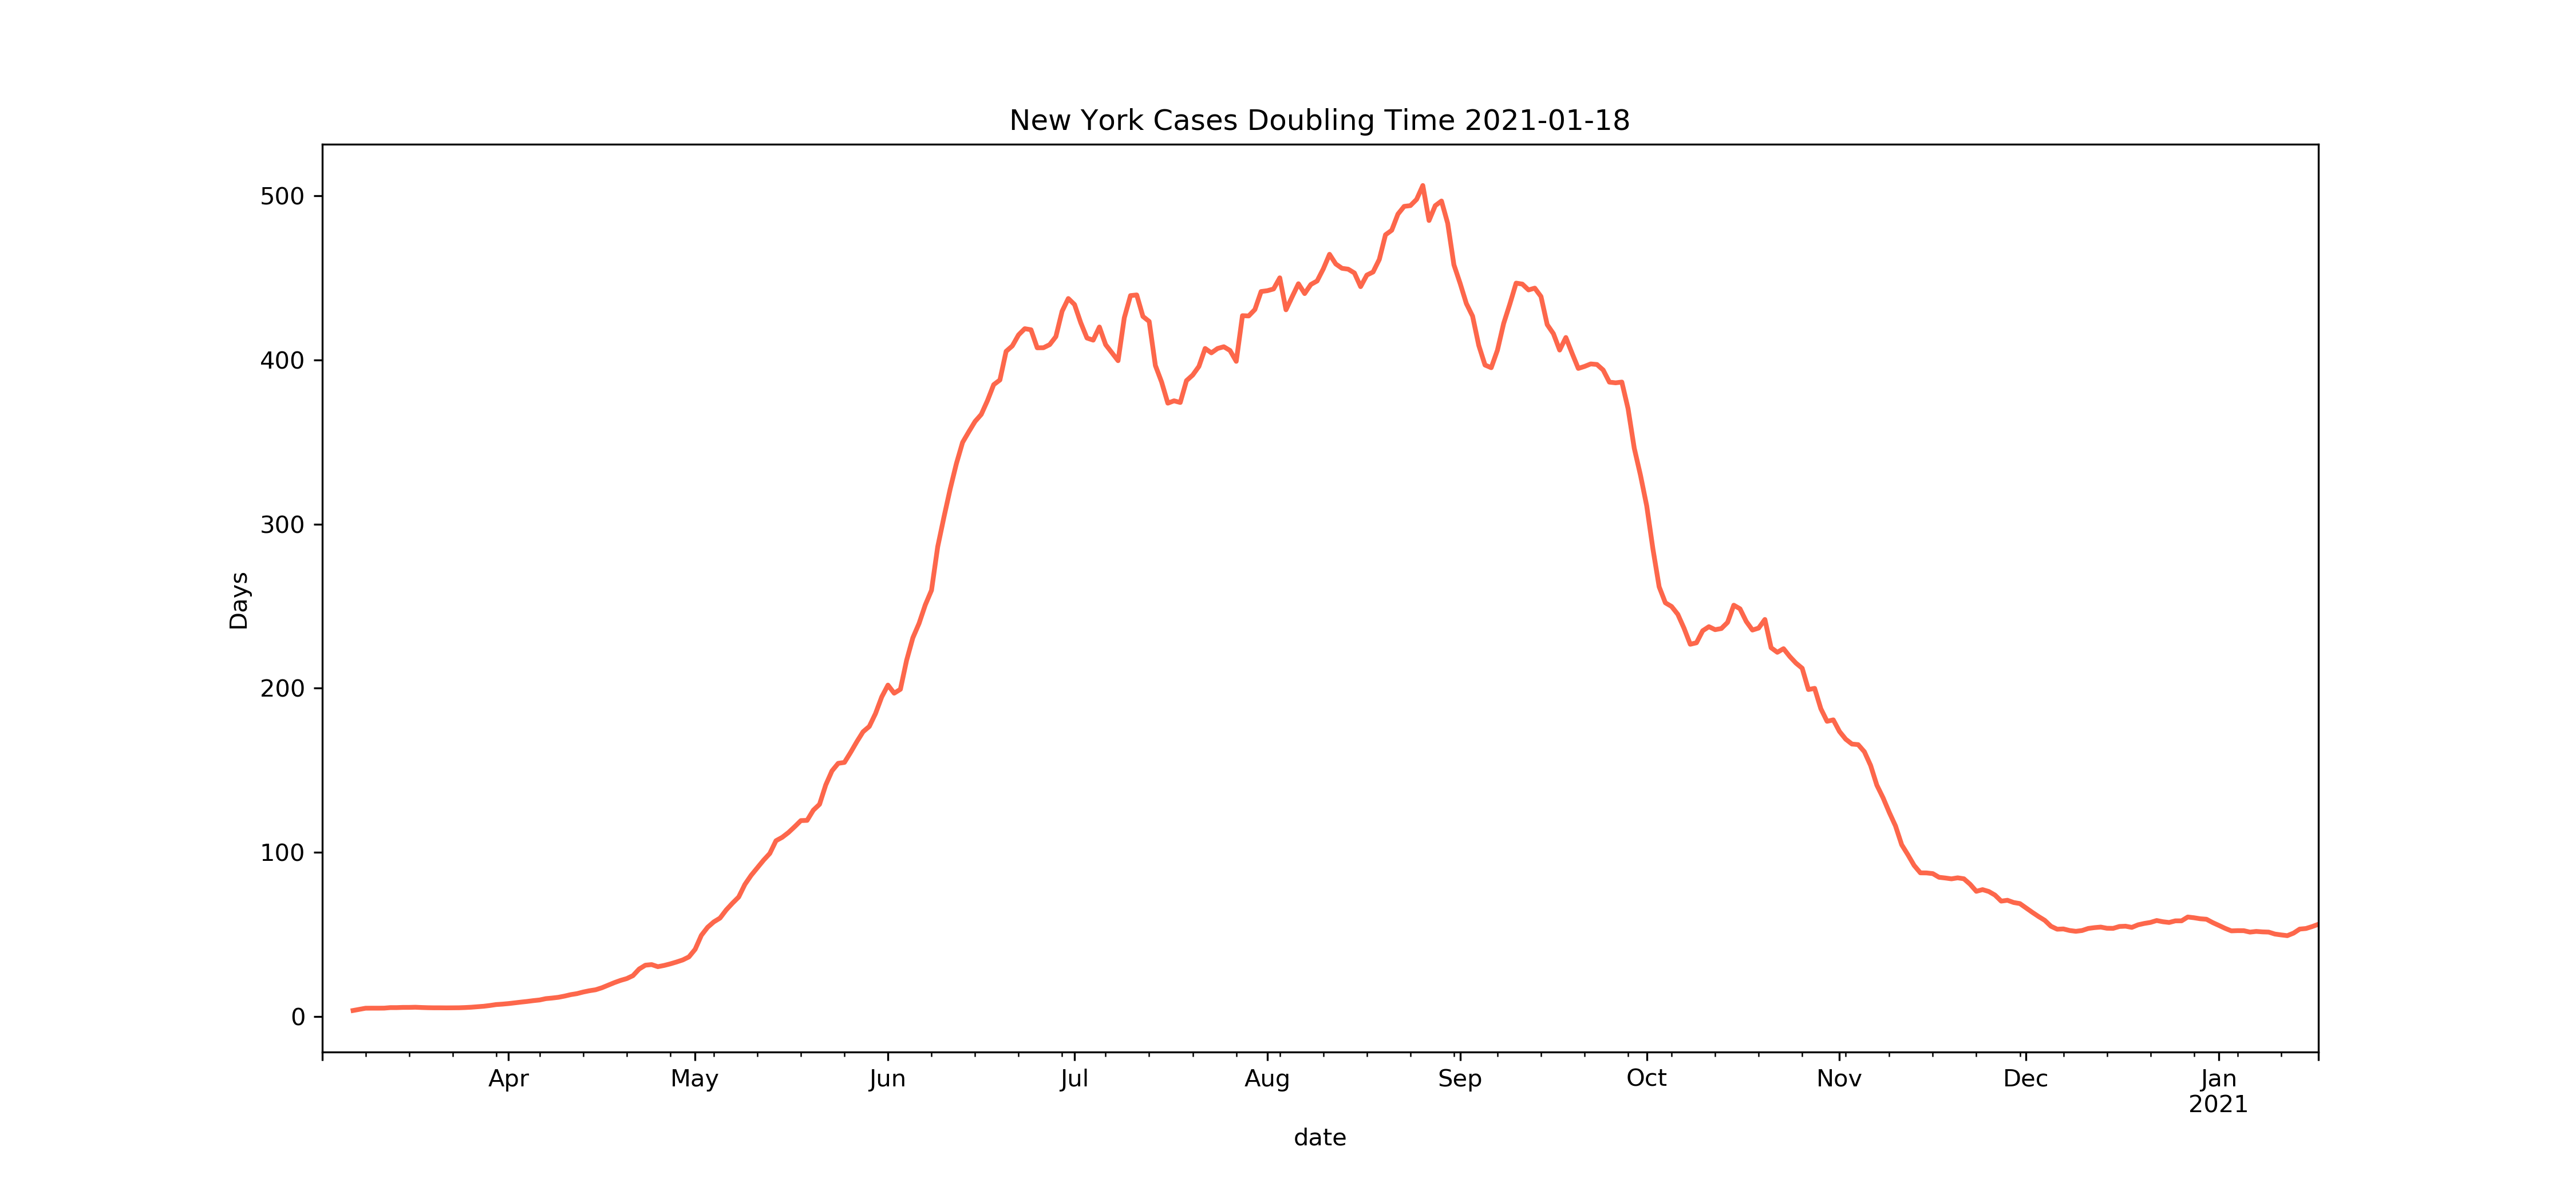 New York Cases Doubling Time 2021-01-18
500
400
300
200
100
0
Days
Apr May Jun Jul Aug Sep Oct Nov Dec Jan
2021
date